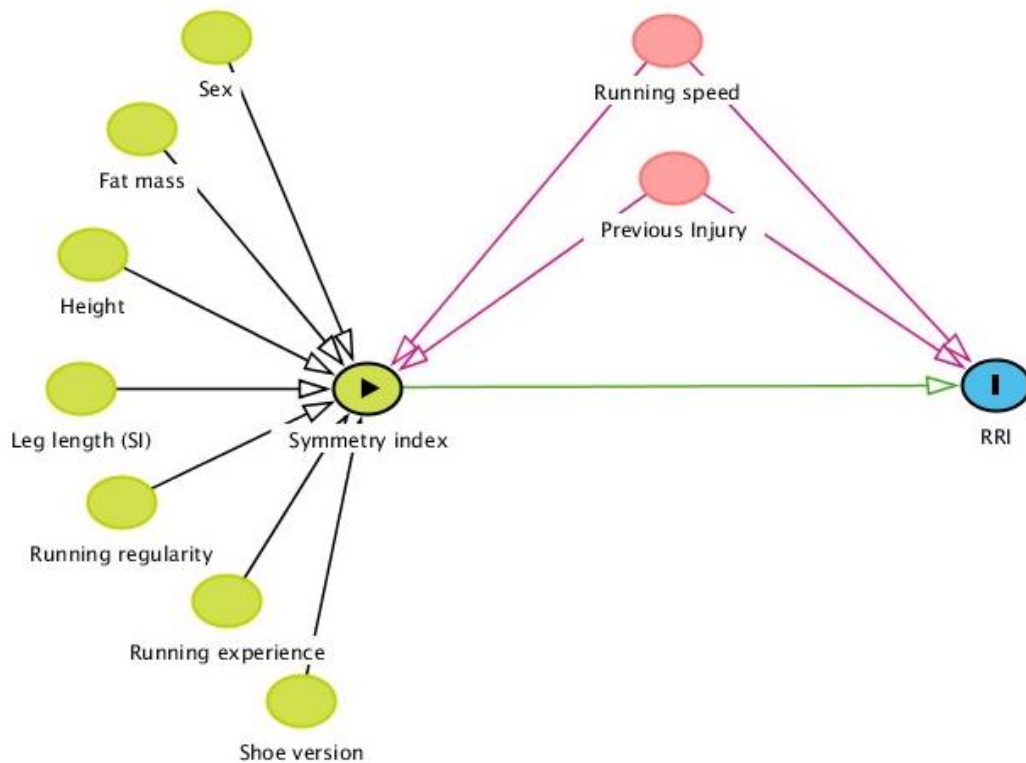 Sex
Running speed
Fat mass
Previous Injury
Height
Leg length (SI)
Symmetry index
RRI
Running regularity
Running experience
Shoe version